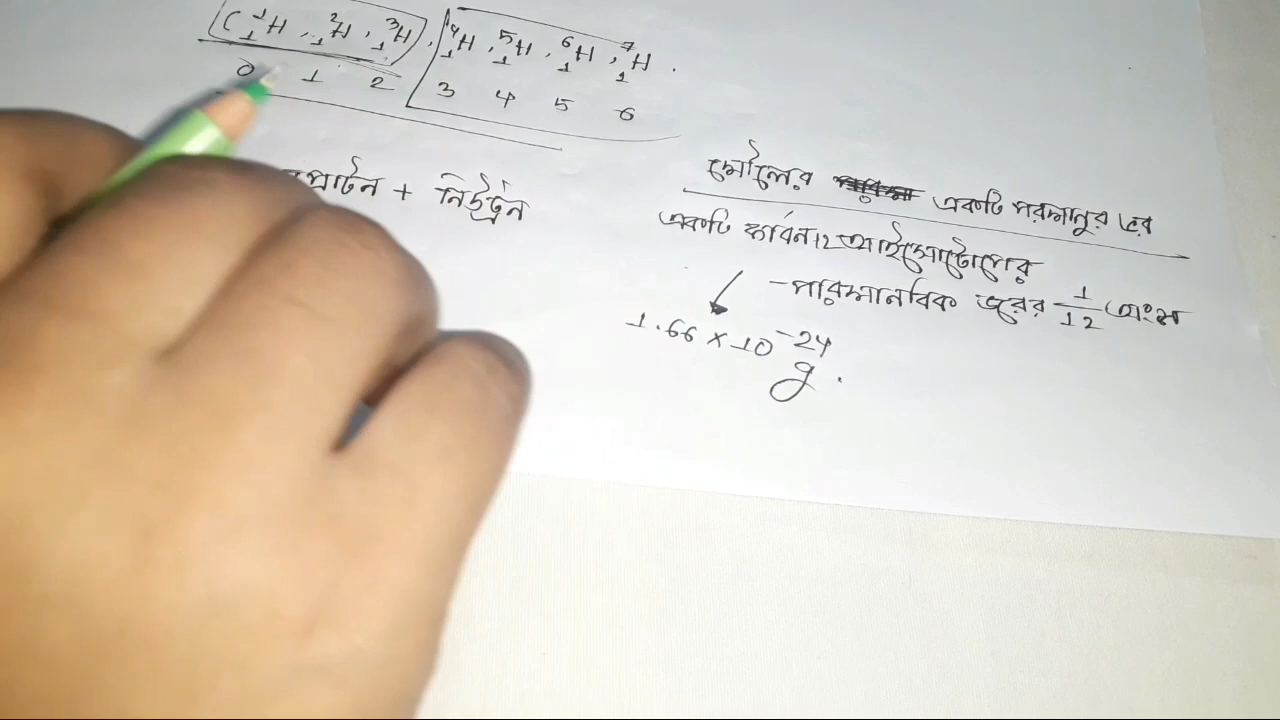 (¹₁H, ²₁H, ³₁H), ⁴₁H, ⁵₁H, ⁶₁H, ⁷₁H.
0 1 2 3 4 5 6
+ নিউট্রন
মৌলের একটি পরমানুর ভর
একটি কার্বন 12 আইসোটোপের
-পারমানবিক ভরের 1/12 অংশ
1.66 × 10⁻²⁴
g.